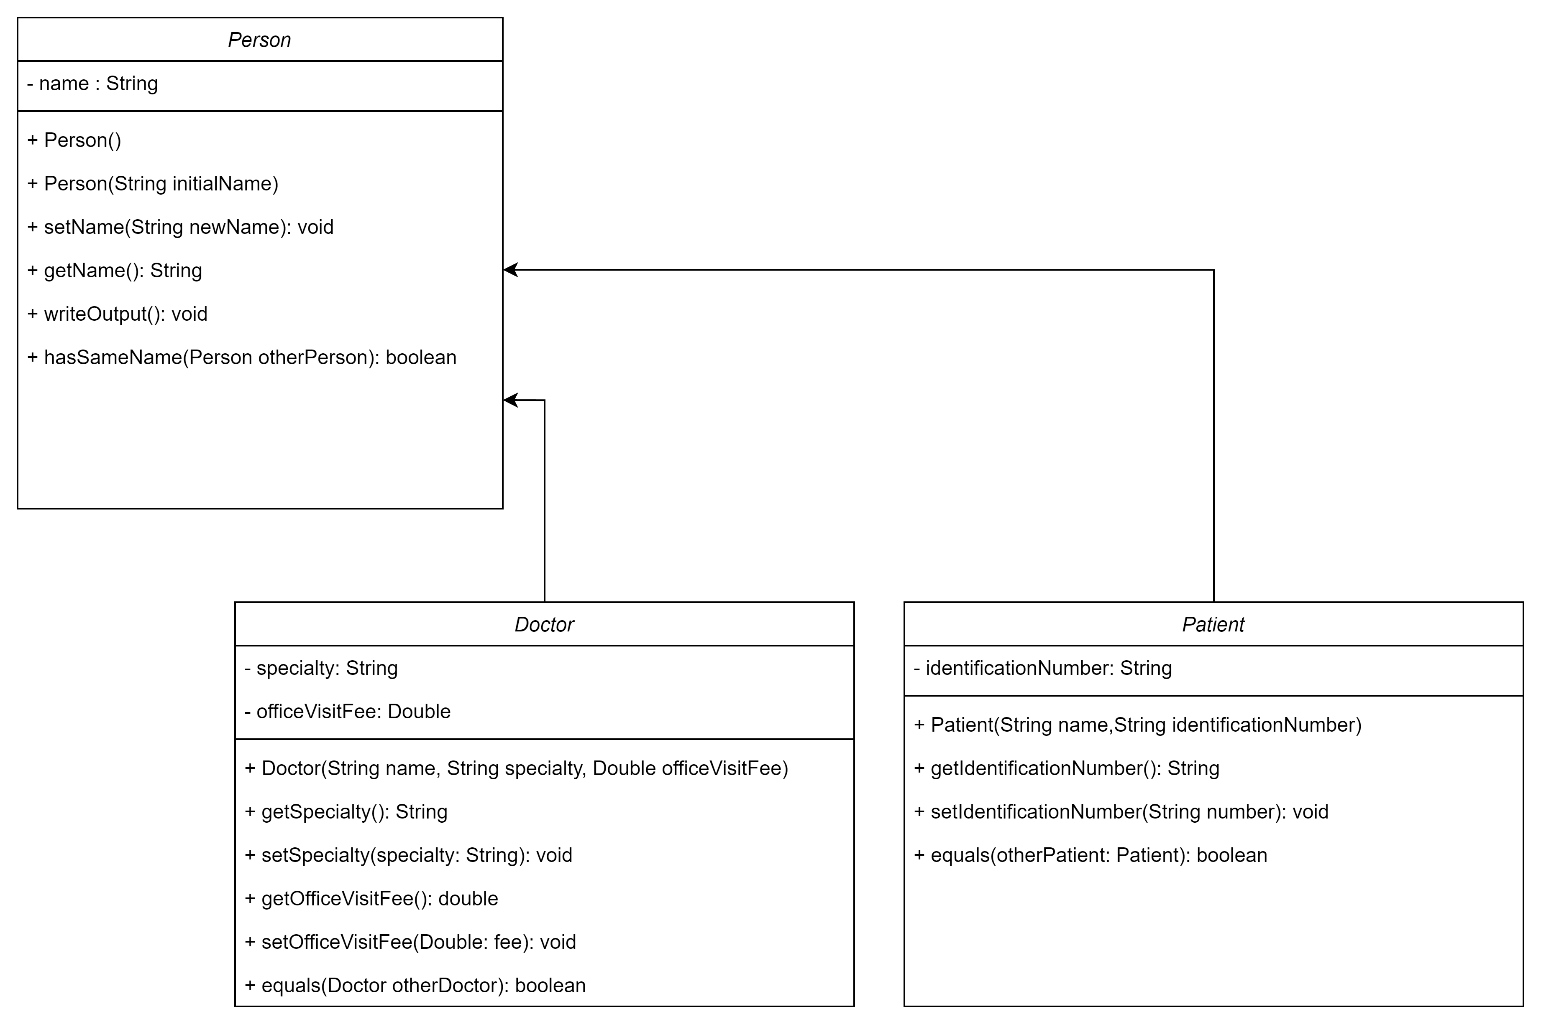 Person
- name : String
+ Person()
+ Person(String initialName)
+ setName(String newName): void
+ getName(): String
+ writeOutput(): void
+ hasSameName(Person otherPerson): boolean
Doctor
- specialty: String
- officeVisitFee: Double
+ Doctor(String name, String specialty, Double officeVisitFee)
+ getSpecialty(): String
+ setSpecialty(specialty: String): void
+ getOfficeVisitFee(): double
+ setOfficeVisitFee(Double: fee): void
+ equals(Doctor otherDoctor): boolean
Patient
- identificationNumber: String
+ Patient(String name,String identificationNumber)
+ getIdentificationNumber(): String
+ setIdentificationNumber(String number): void
+ equals(otherPatient: Patient): boolean